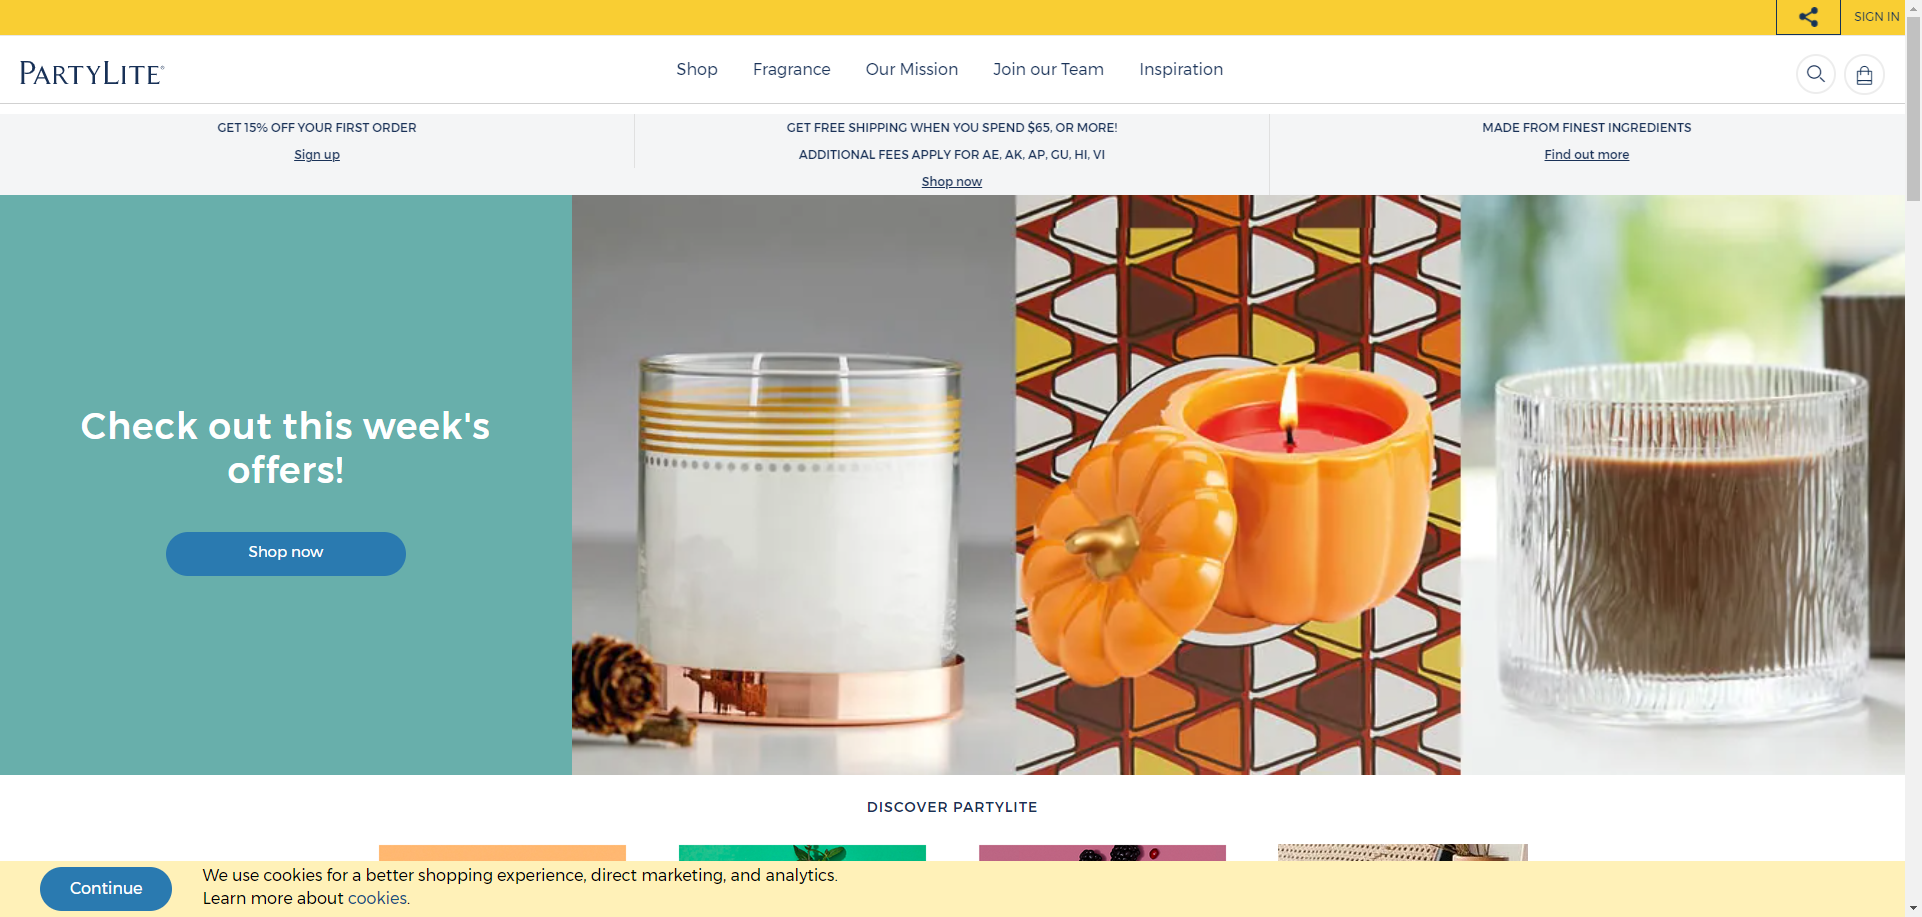 SIGN IN
PARTYLITE®
Shop
Fragrance
Our Mission
Join our Team
Inspiration
GET 15% OFF YOUR FIRST ORDER
Sign up
GET FREE SHIPPING WHEN YOU SPEND $65, OR MORE!
ADDITIONAL FEES APPLY FOR AE, AK, AP, GU, HI, VI
Shop now
MADE FROM FINEST INGREDIENTS
Find out more
Check out this week's
offers!
Shop now
DISCOVER PARTYLITE
Continue
We use cookies for a better shopping experience, direct marketing, and analytics.
Learn more about cookies.